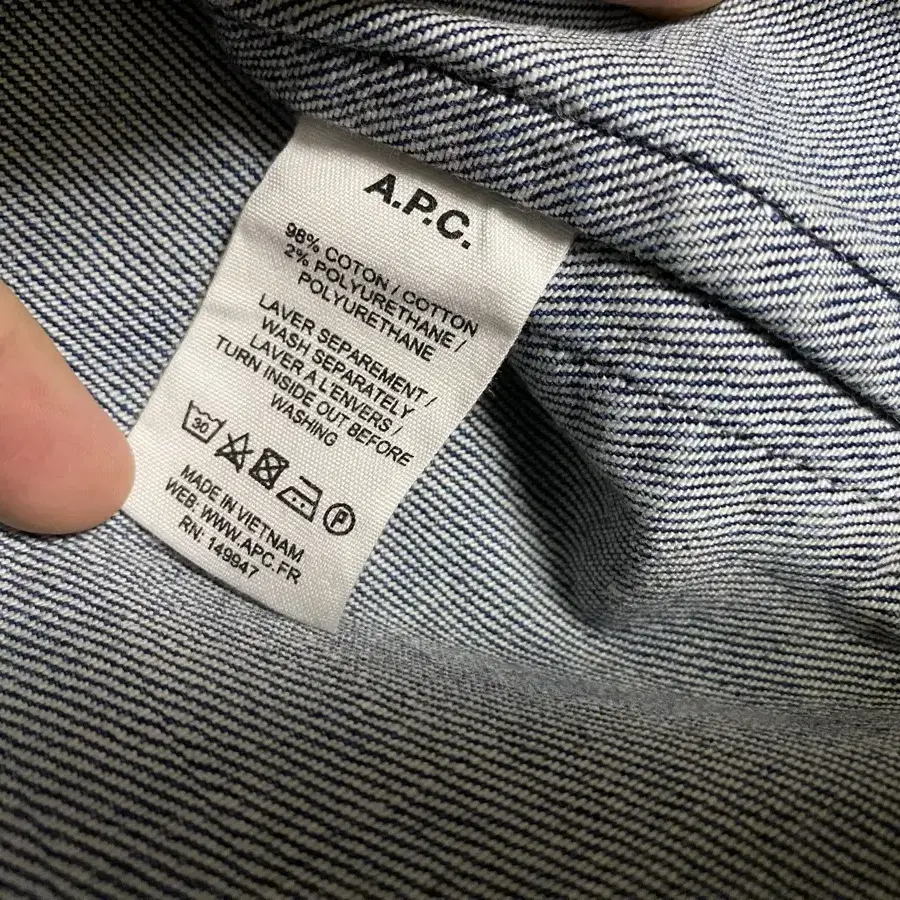 A.P.C.
98% COTON / COTTON
2% POLYURETHANE /
POLYURETHANE
LAVER SEPAREMENT /
WASH SEPARATELY
LAVER À L'ENVERS /
TURN INSIDE OUT BEFORE
WASHING
30 P
MADE IN VIETNAM
WEB: WWW.APC.FR
RN: 149947